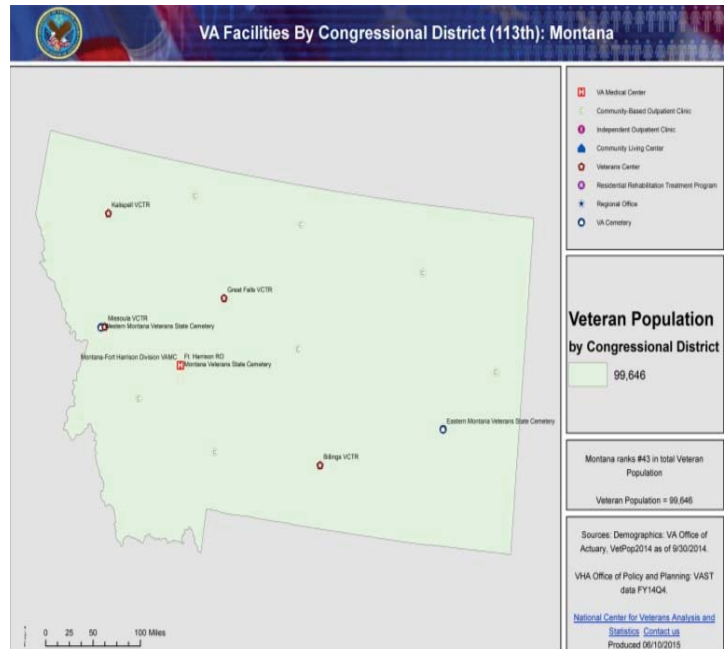 VA Facilities By Congressional District (113th): Montana
VA Medical Center
Community-Based Outpatient Clinic
Independent Outpatient Clinic
Community Living Center
Veterans Center
Residential Rehabilitation Treatment Program
Regional Office
VA Cemetery
Kalispell VCTR
Great Falls VCTR
Missoula VCTR
Western Montana Veterans State Cemetery
Montana-Fort Harrison Division VAMC
Ft. Harrison RO
Montana Veterans State Cemetery
Eastern Montana Veterans State Cemetery
Billings VCTR
Veteran Population
by Congressional District
99,646
Montana ranks #43 in total Veteran
Population
Veteran Population = 99,646
Sources: Demographics: VA Office of
Actuary, VetPop2014 as of 9/30/2014.
VHA Office of Policy and Planning: VAST
data FY14Q4.
National Center for Veterans Analysis and
Statistics Contact us
Produced 06/10/2015
0 25 50 100 Miles